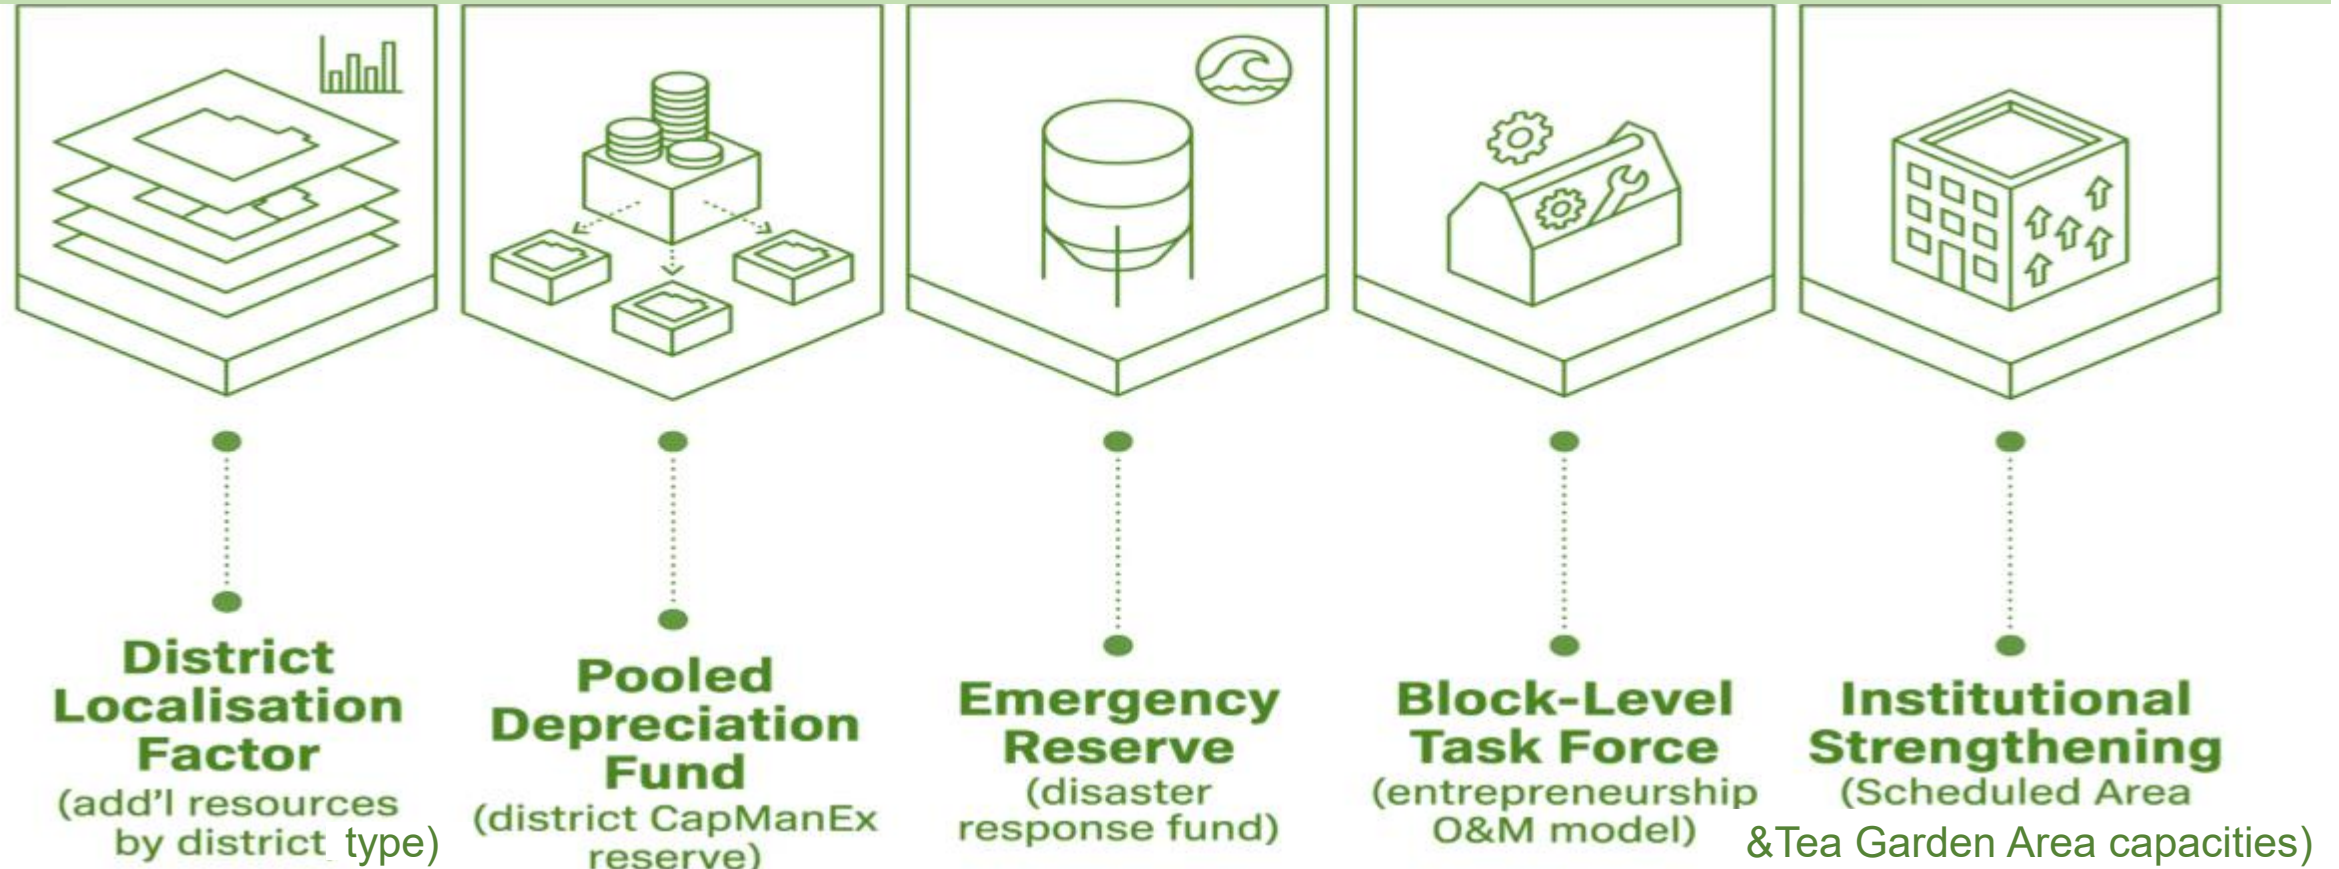 District
Localisation
Factor
(add'l resources
by district type)
Pooled
Depreciation
Fund
(district CapManEx
reserve)
Emergency
Reserve
(disaster
response fund)
Block-Level
Task Force
(entrepreneurship
O&M model)
Institutional
Strengthening
(Scheduled Area
&Tea Garden Area capacities)